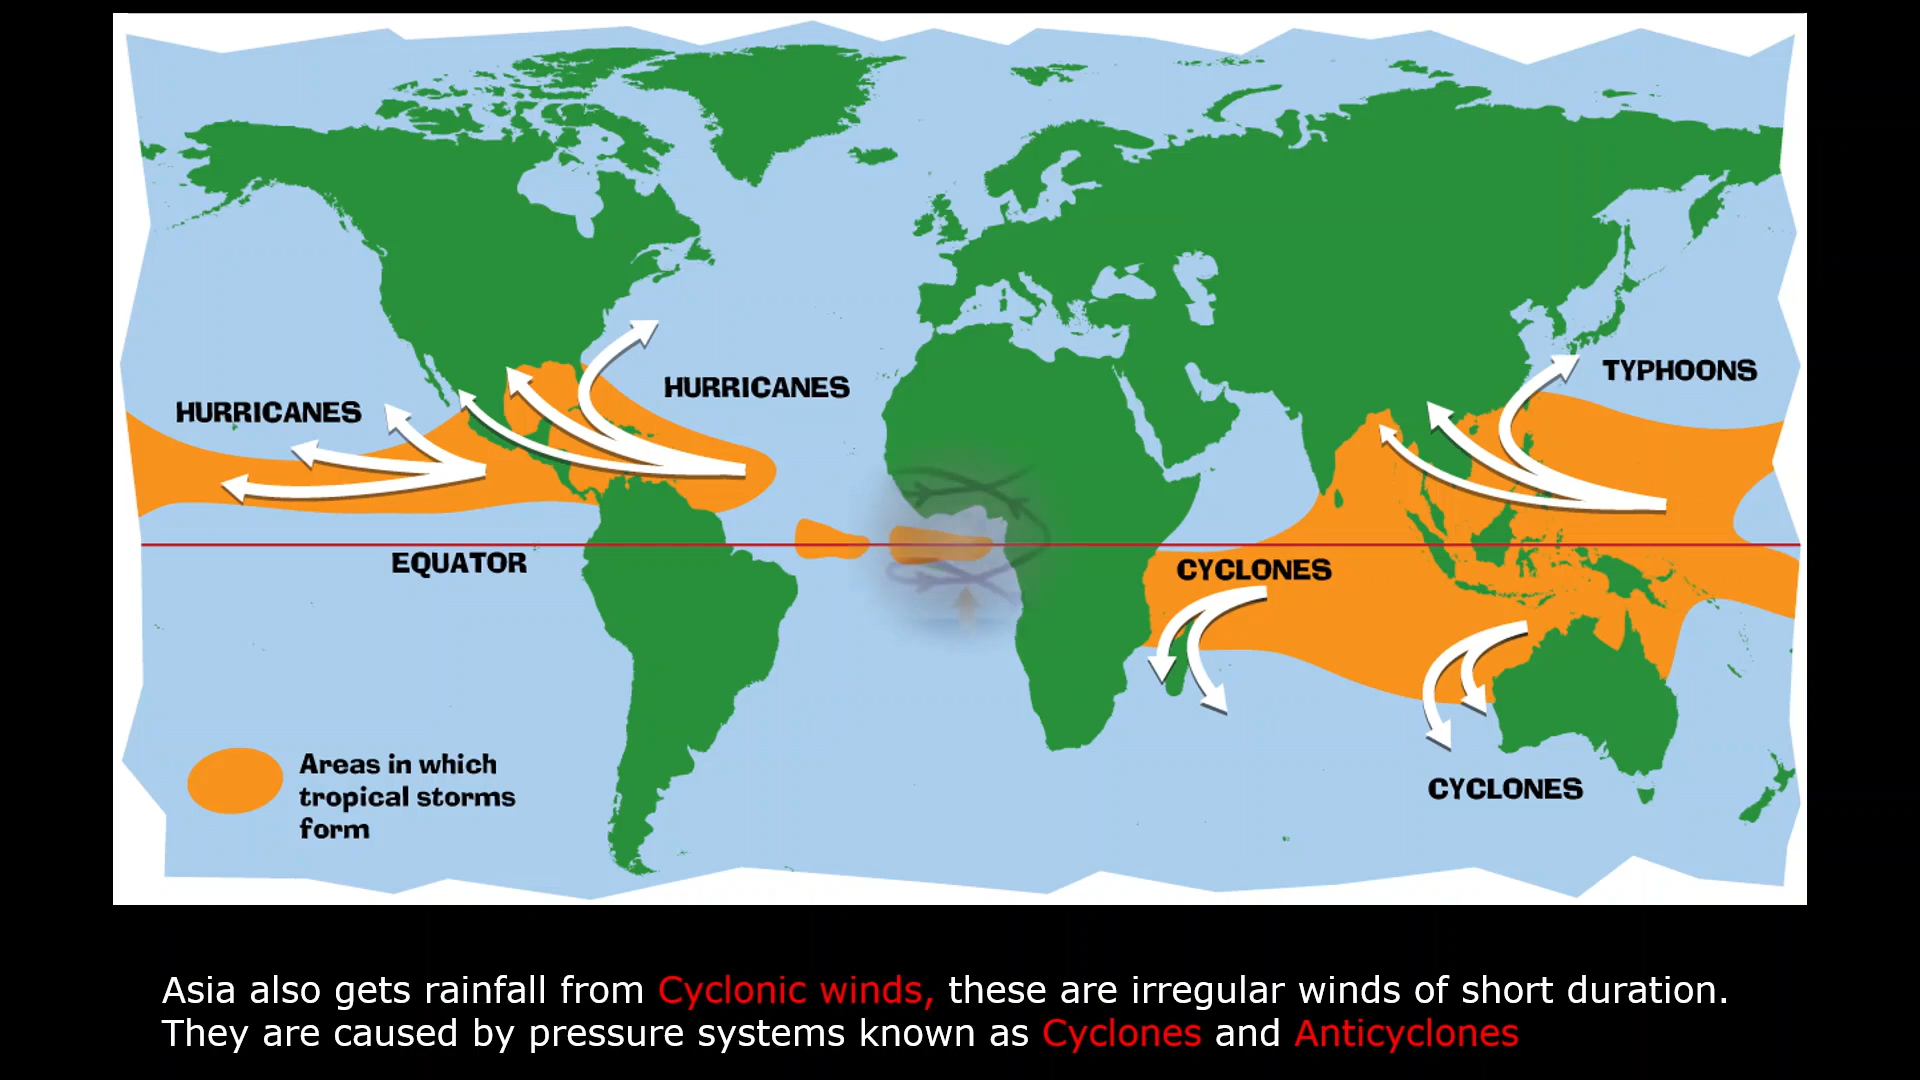 TYPHOONS
HURRICANES
HURRICANES
EQUATOR
CYCLONES
Areas in which
tropical storms
form
CYCLONES
Asia also gets rainfall from Cyclonic winds, these are irregular winds of short duration.
They are caused by pressure systems known as Cyclones and Anticyclones